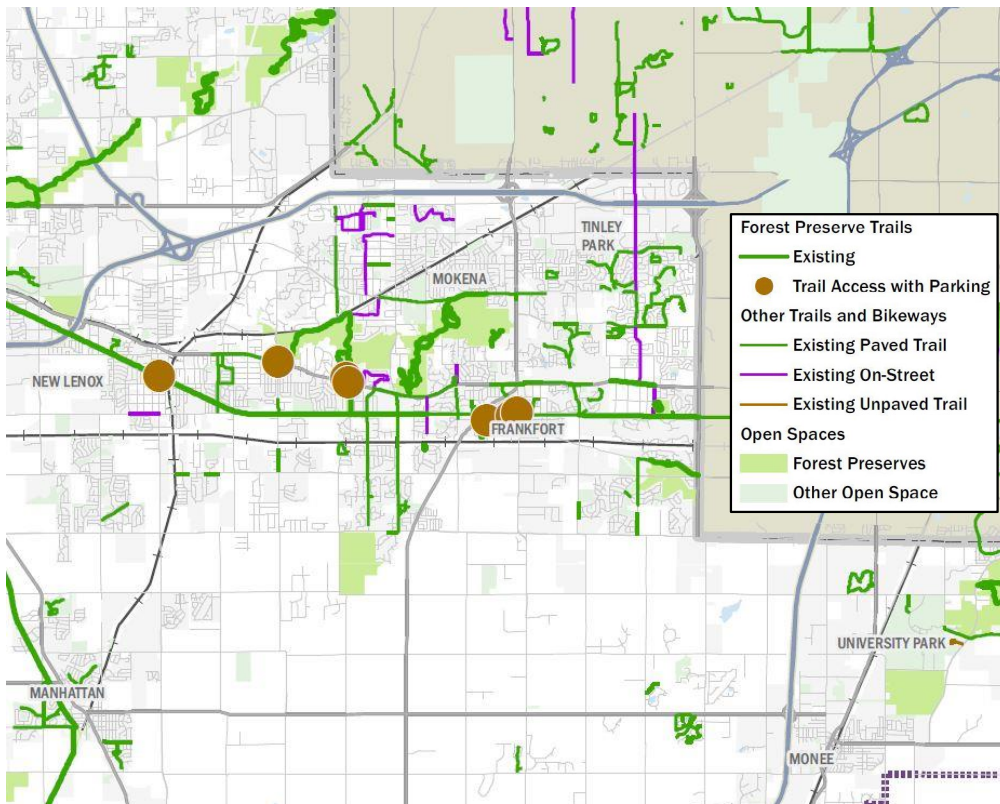 TINLEY
PARK
MOKENA
NEW LENOX
FRANKFORT
UNIVERSITY PARK
MANHATTAN
MONEE
Forest Preserve Trails
Existing
Trail Access with Parking
Other Trails and Bikeways
Existing Paved Trail
Existing On-Street
Existing Unpaved Trail
Open Spaces
Forest Preserves
Other Open Space